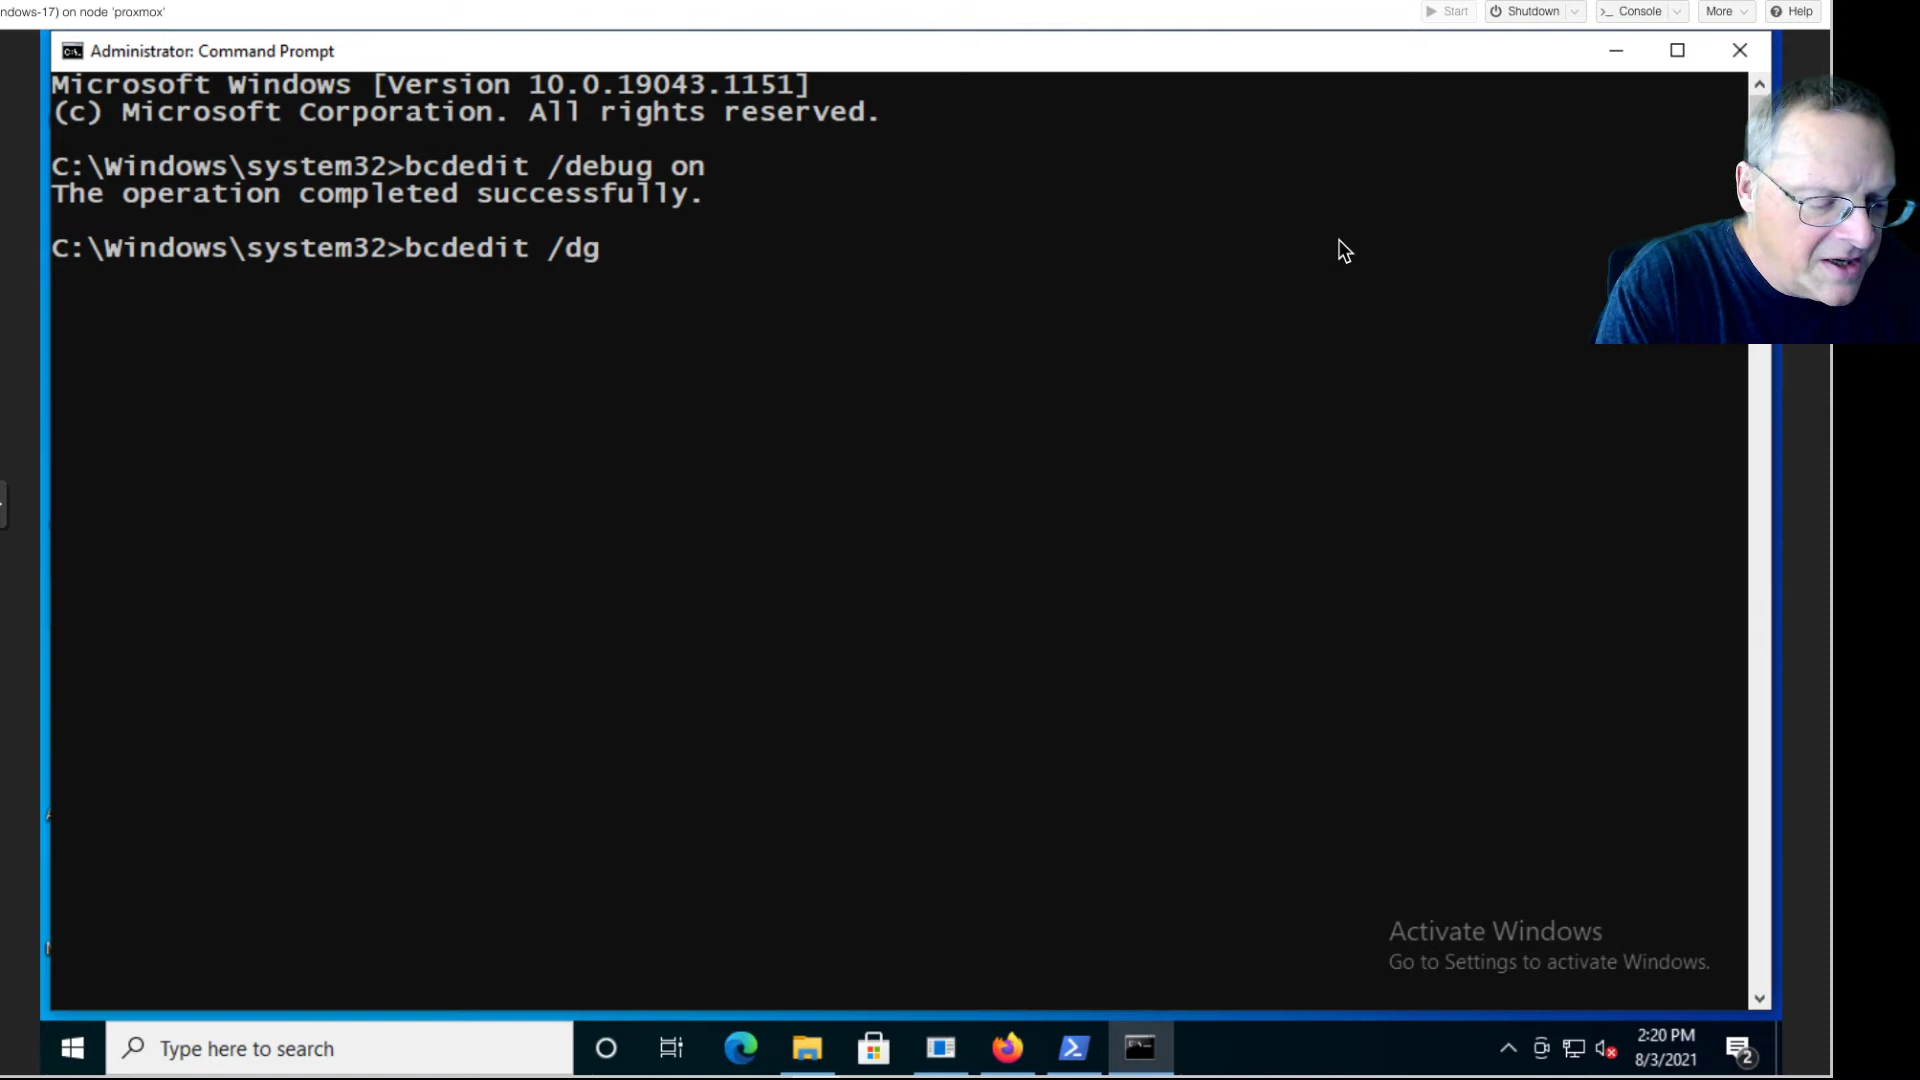 ndows-17) on node 'proxmox'
Start
Shutdown
Console
More
Help
Administrator: Command Prompt
Microsoft Windows [Version 10.0.19043.1151]
(c) Microsoft Corporation. All rights reserved.
C:\Windows\system32>bcdedit /debug on
The operation completed successfully.
C:\Windows\system32>bcdedit /dg
Activate Windows
Go to Settings to activate Windows.
Type here to search
2:20 PM
8/3/2021
2